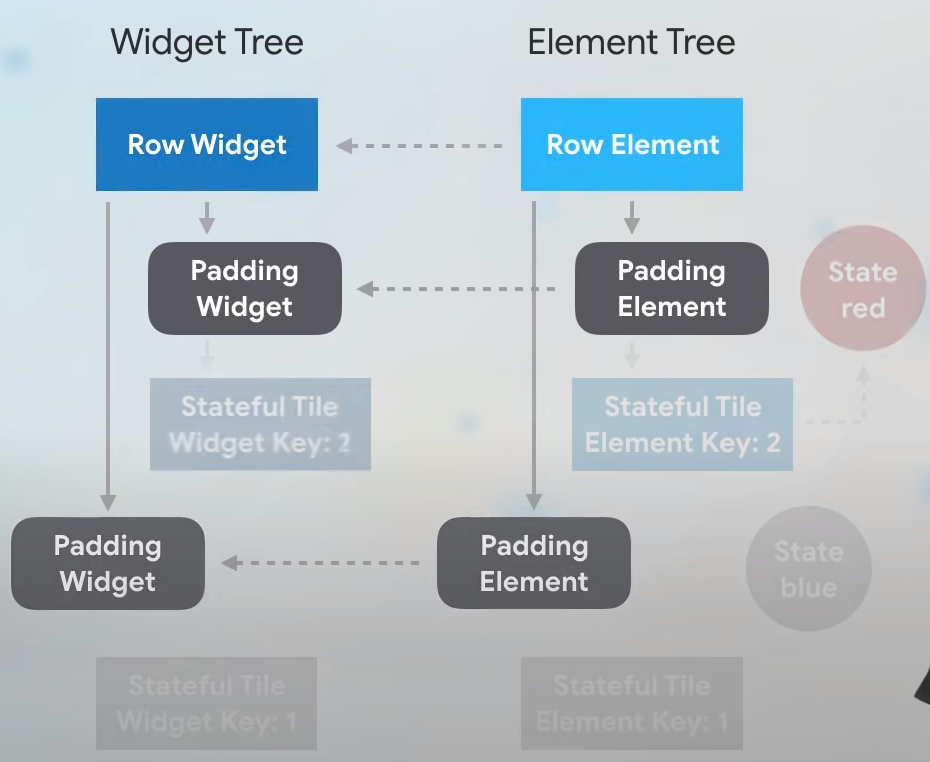 Widget Tree
Element Tree
Row Widget
Row Element
Padding
Widget
Padding
Element
State
red
Stateful Tile
Widget Key: 2
Stateful Tile
Element Key: 2
Padding
Widget
Padding
Element
State
blue
Stateful Tile
Widget Key: 1
Stateful Tile
Element Key: 1